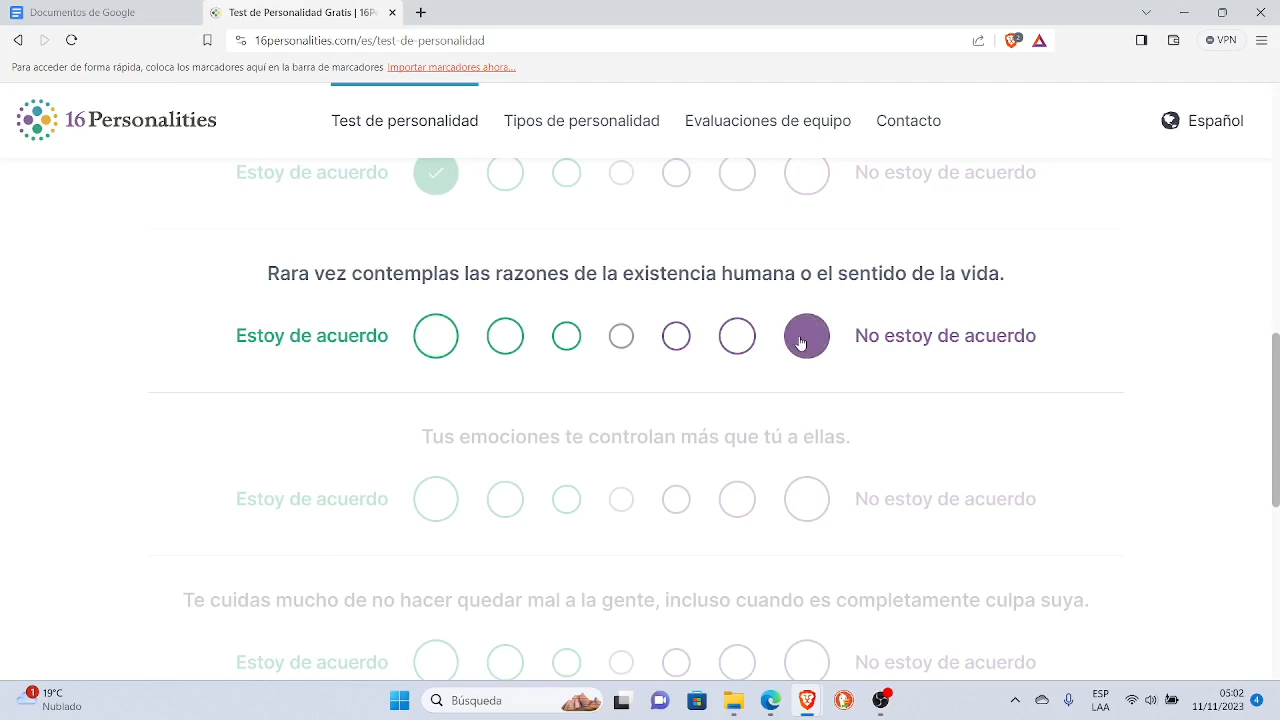 Documentos de Google
Test de Personalidad Gratis | 16P
16personalities.com/es/test-de-personalidad
2
VPN
Para acceder de forma rápida, coloca los marcadores aquí en la barra de marcadores Importar marcadores ahora...
16Personalities
Test de personalidad
Tipos de personalidad
Evaluaciones de equipo
Contacto
Español
Estoy de acuerdo
No estoy de acuerdo
Rara vez contemplas las razones de la existencia humana o el sentido de la vida.
Estoy de acuerdo
No estoy de acuerdo
Tus emociones te controlan más que tú a ellas.
Estoy de acuerdo
No estoy de acuerdo
Te cuidas mucho de no hacer quedar mal a la gente, incluso cuando es completamente culpa suya.
Estoy de acuerdo
No estoy de acuerdo
1
19°C
Nublado
Búsqueda
ESP
LAA
11/11/2023
4